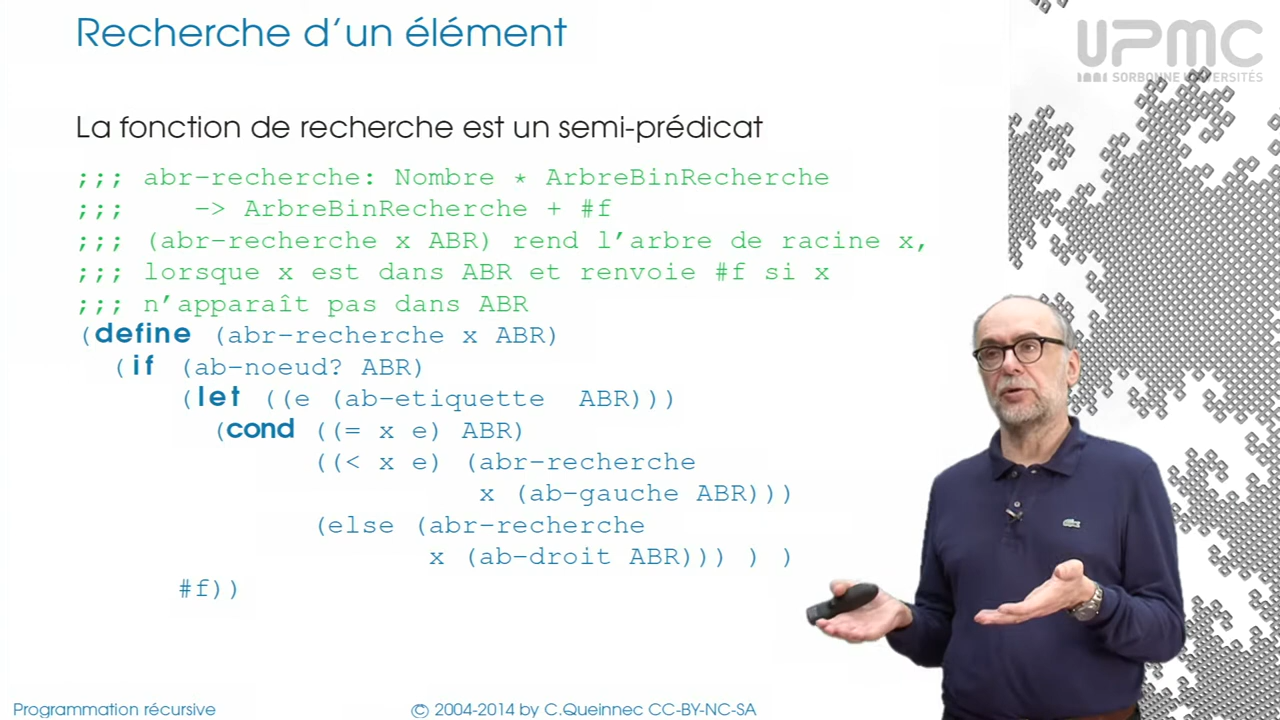 Recherche d'un élément
UPMC
SORBONNE UNIVERSITÉS
La fonction de recherche est un semi-prédicat
;;; abr-recherche: Nombre * ArbreBinRecherche
;;;    -> ArbreBinRecherche + #f
;;; (abr-recherche x ABR) rend l'arbre de racine x,
;;; lorsque x est dans ABR et renvoie #f si x
;;; n'apparaît pas dans ABR
(define (abr-recherche x ABR)
  (if (ab-noeud? ABR)
      (let ((e (ab-etiquette  ABR)))
        (cond ((= x e) ABR)
              ((< x e) (abr-recherche
                        x (ab-gauche ABR)))
              (else (abr-recherche
                     x (ab-droit ABR))) ) )
      #f))
Programmation récursive
© 2004-2014 by C.Queinnec CC-BY-NC-SA